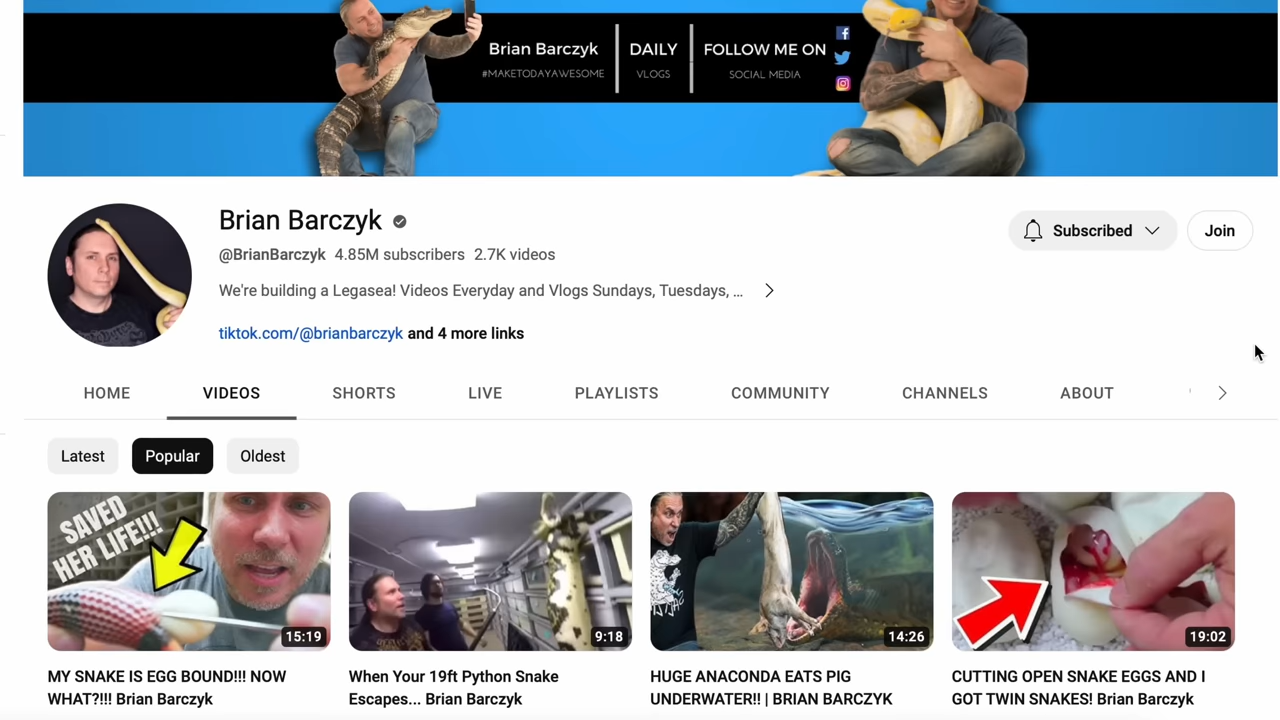 Brian Barczyk
#MAKETODAYAWESOME
DAILY
VLOGS
FOLLOW ME ON
SOCIAL MEDIA
Brian Barczyk
@BrianBarczyk 4.85M subscribers 2.7K videos
We're building a Legasea! Videos Everyday and Vlogs Sundays, Tuesdays, ...
tiktok.com/@brianbarczyk and 4 more links
Subscribed
Join
HOME VIDEOS SHORTS LIVE PLAYLISTS COMMUNITY CHANNELS ABOUT
Latest Popular Oldest
SAVED
HER LIFE!!!
15:19
9:18
14:26
19:02
MY SNAKE IS EGG BOUND!!! NOW
WHAT?!!! Brian Barczyk
When Your 19ft Python Snake
Escapes... Brian Barczyk
HUGE ANACONDA EATS PIG
UNDERWATER!! | BRIAN BARCZYK
CUTTING OPEN SNAKE EGGS AND I
GOT TWIN SNAKES! Brian Barczyk